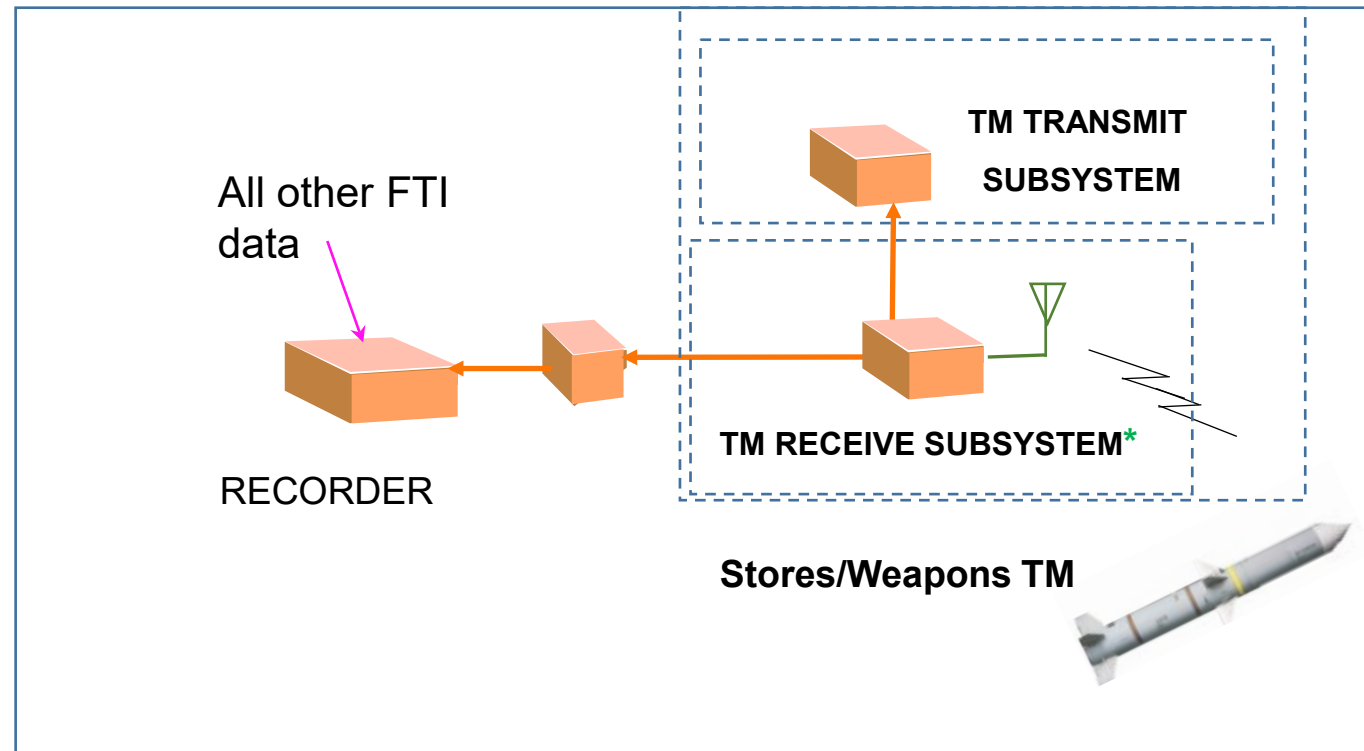 TM TRANSMIT
SUBSYSTEM
All other FTI
data
TM RECEIVE SUBSYSTEM*
RECORDER
Stores/Weapons TM